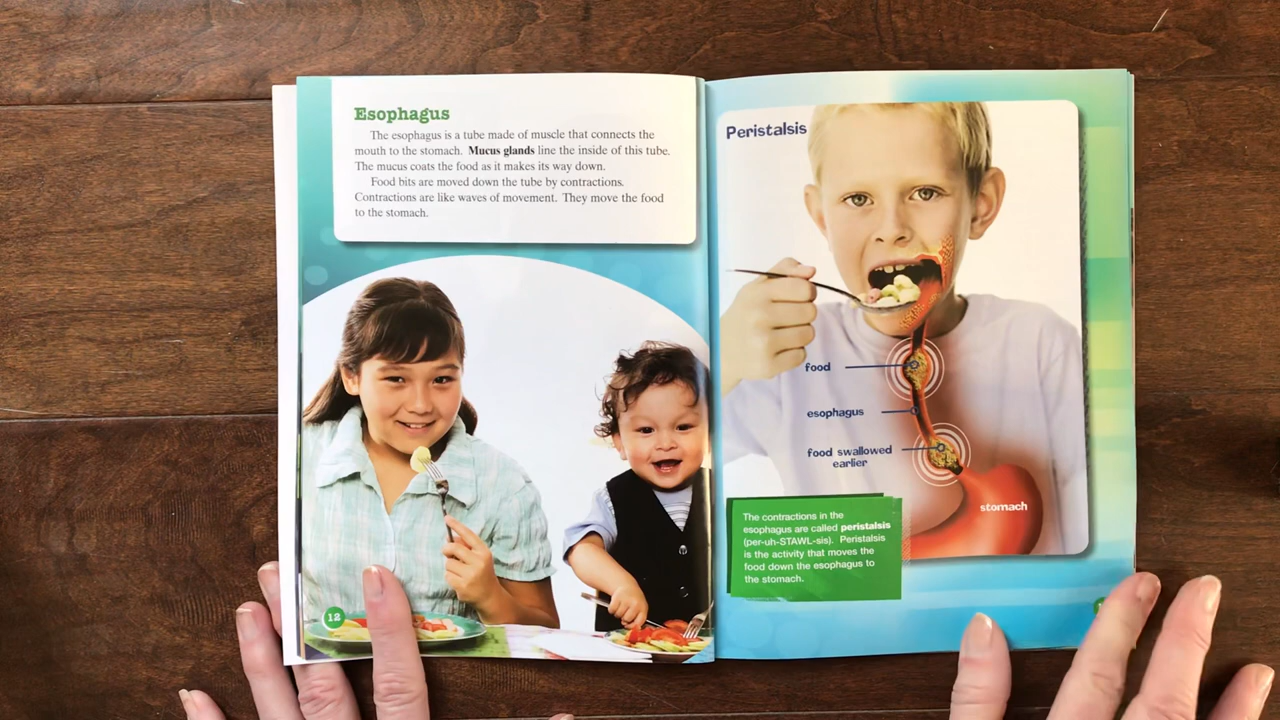 Esophagus
The esophagus is a tube made of muscle that connects the
mouth to the stomach. Mucus glands line the inside of this tube.
The mucus coats the food as it makes its way down.
Food bits are moved down the tube by contractions.
Contractions are like waves of movement. They move the food
to the stomach.
12
Peristalsis
food
esophagus
food swallowed
earlier
stomach
The contractions in the
esophagus are called peristalsis
(per-uh-STAWL-sis). Peristalsis
is the activity that moves the
food down the esophagus to
the stomach.